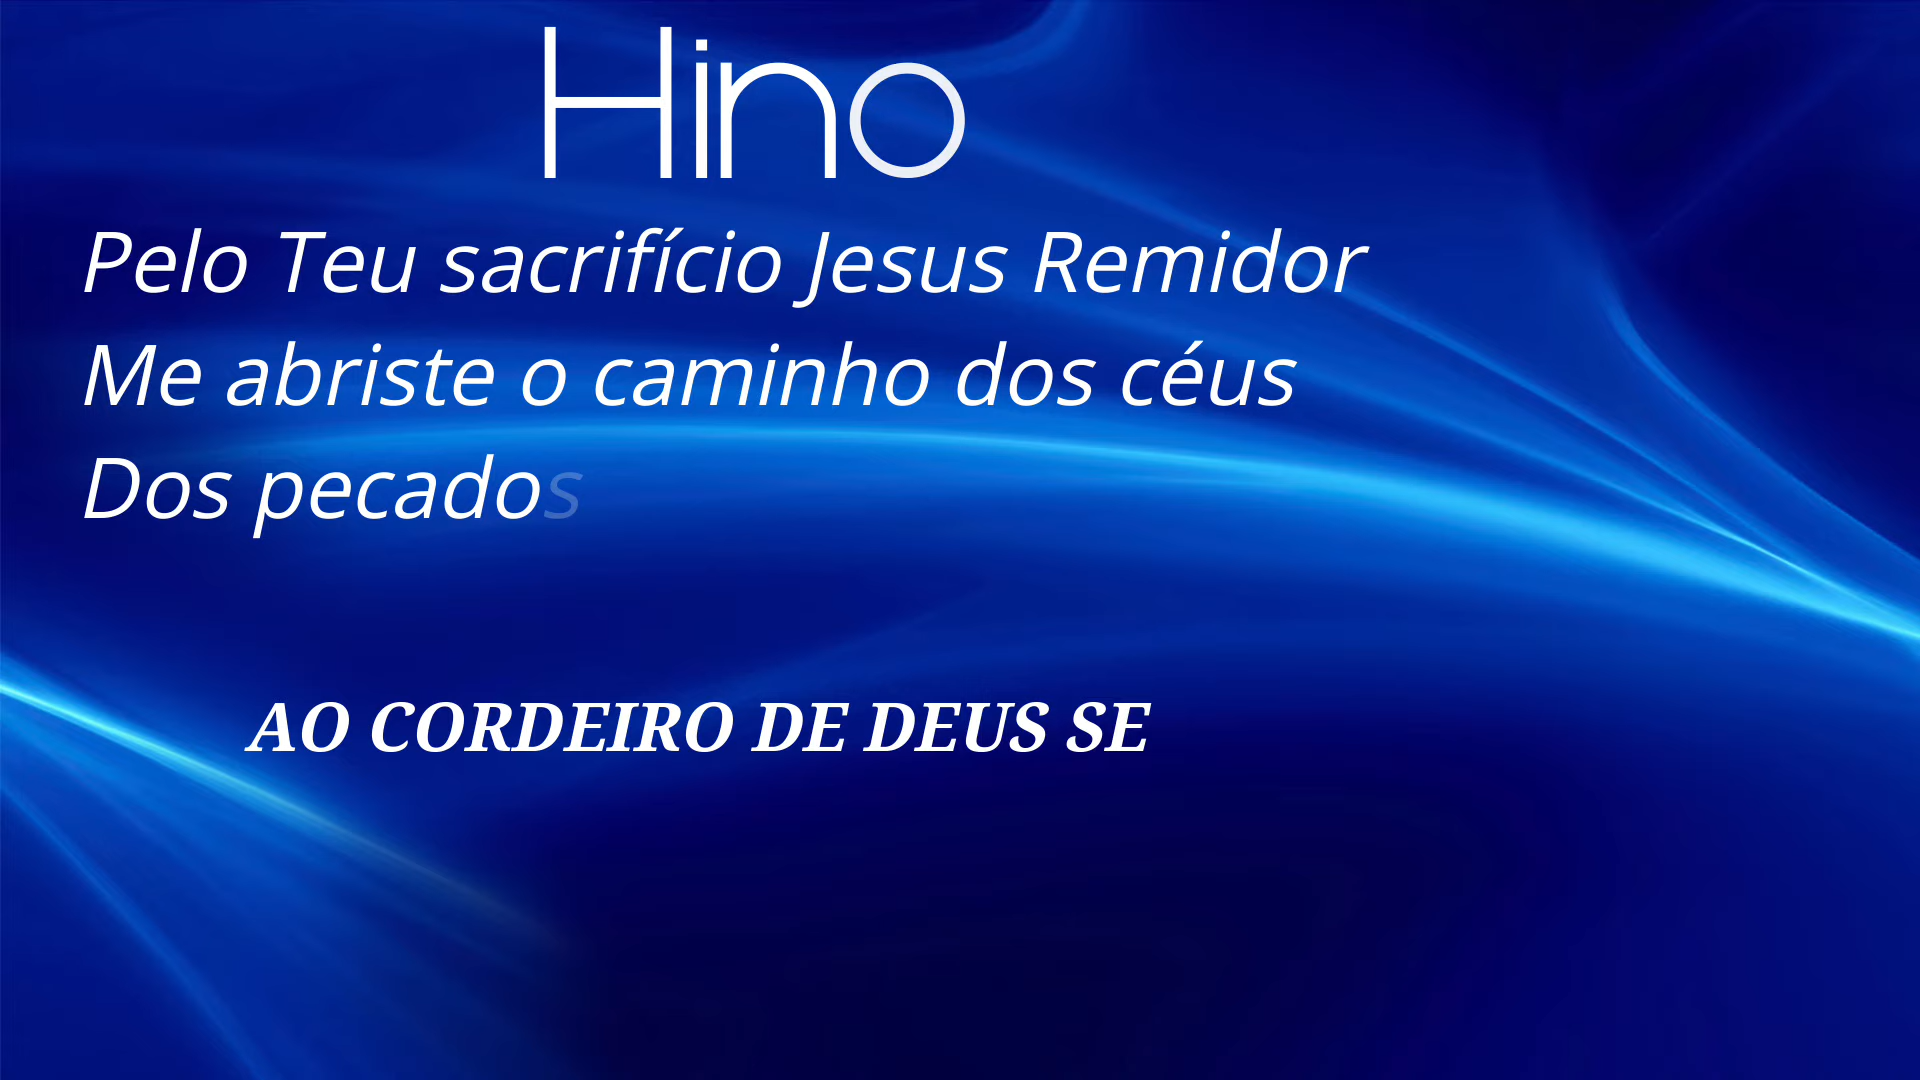 Hino
Pelo Teu sacrifício Jesus Remidor
Me abriste o caminho dos céus
Dos pecados
AO CORDEIRO DE DEUS SE